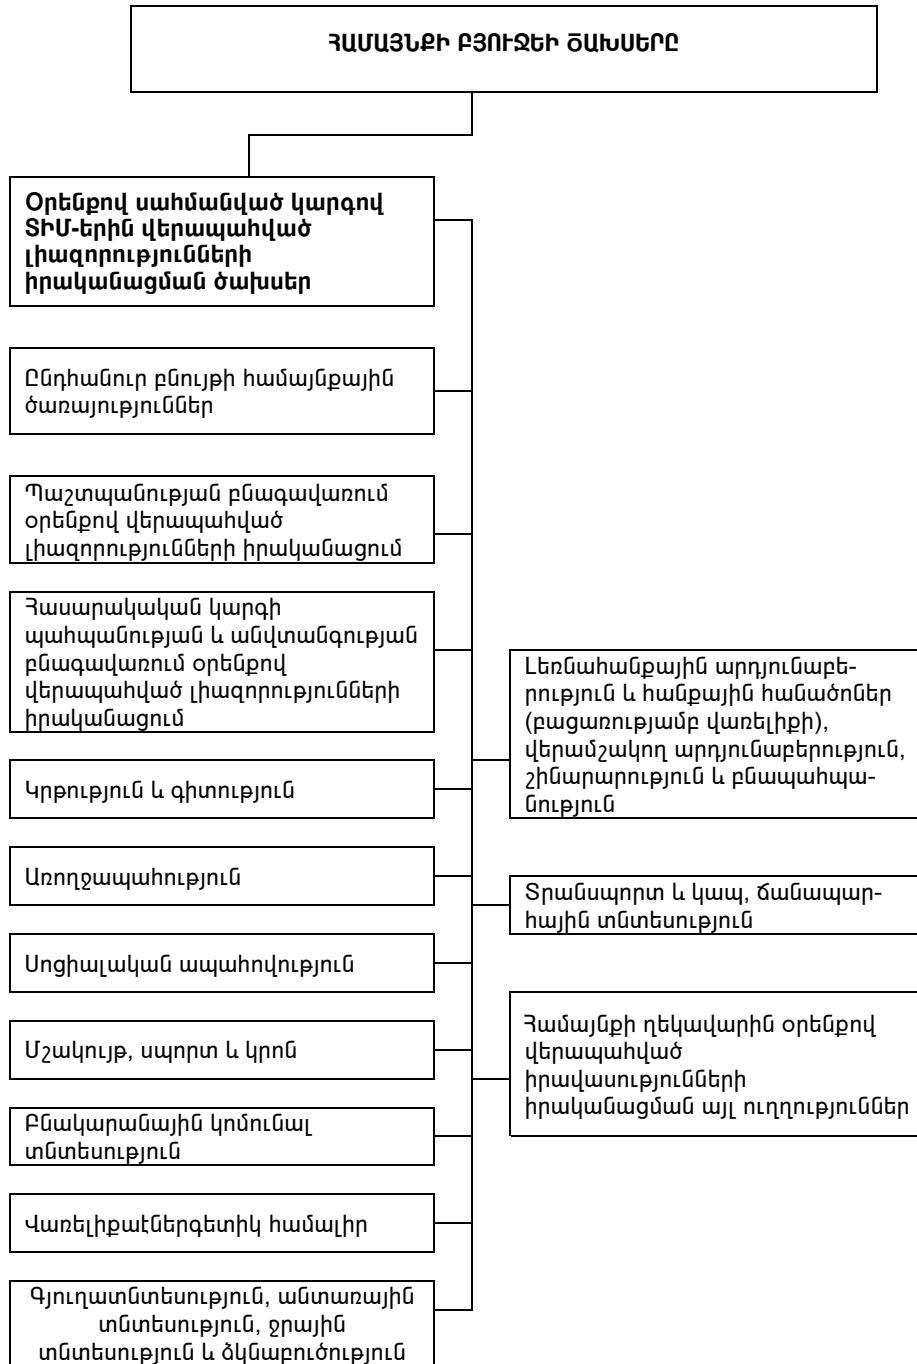 ՀԱՄԱՅՆՔԻ ԲՅՈՒՋԵԻ ԾԱԽՍԵՐԸ
Օրենքով սահմանված կարգով
ՏԻՄ-երին վերապահված
լիազորությունների
իրականացման ծախսեր
Ընդհանուր բնույթի համայնքային
ծառայություններ
Պաշտպանության բնագավառում
օրենքով վերապահված
լիազորությունների իրականացում
Հասարակական կարգի
պահպանության և անվտանգության
բնագավառում օրենքով
վերապահված լիազորությունների
իրականացում
Կրթություն և գիտություն
Առողջապահություն
Սոցիալական ապահովություն
Մշակույթ, սպորտ և կրոն
Բնակարանային կոմունալ
տնտեսություն
Վառելիքաէներգետիկ համալիր
Գյուղատնտեսություն, անտառային
տնտեսություն, ջրային
տնտեսություն և ձկնաբուծություն
Լեռնահանքային արդյունաբե-
րություն և հանքային հանածոներ
(բացառությամբ վառելիքի),
վերամշակող արդյունաբերություն,
շինարարություն և բնապահպա-
նություն
Տրանսպորտ և կապ, ճանապար-
հային տնտեսություն
Համայնքի ղեկավարին օրենքով
վերապահված
իրավասությունների
իրականացման այլ ուղղություններ